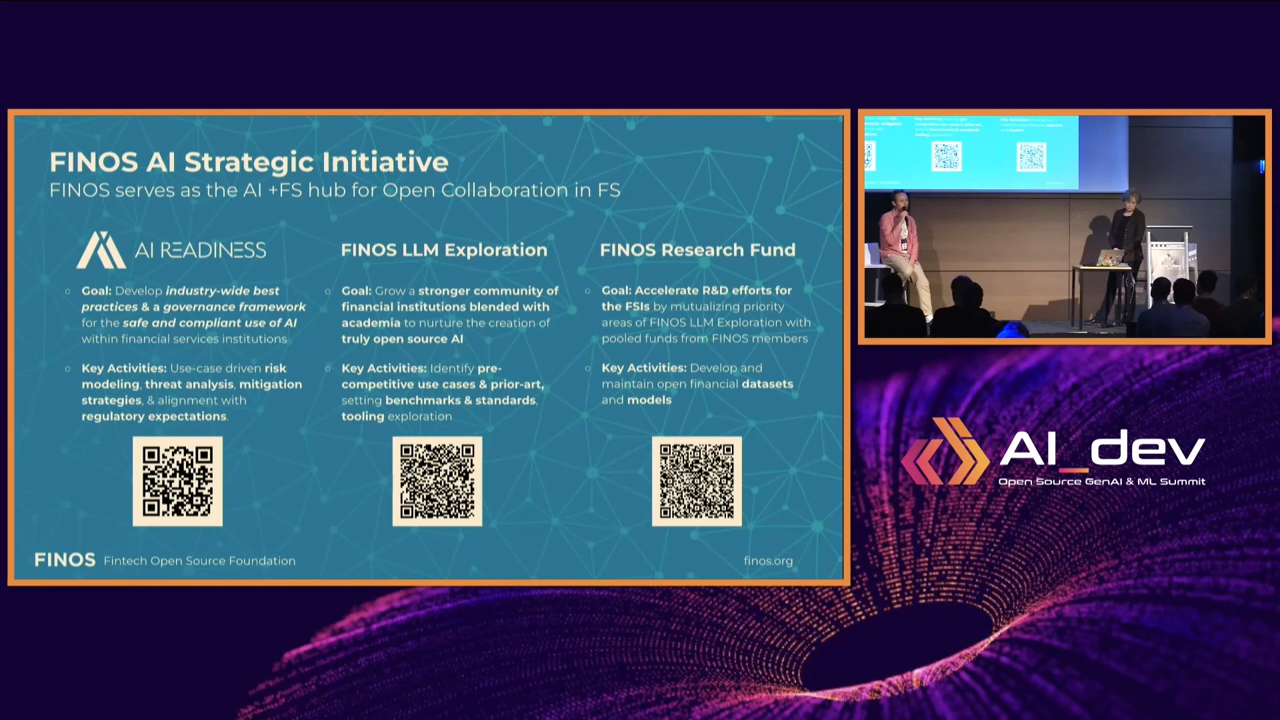 FINOS AI Strategic Initiative
FINOS serves as the AI +FS hub for Open Collaboration in FS
AI READINESS
Goal: Develop industry-wide best
practices & a governance framework
for the safe and compliant use of AI
within financial services institutions
Key Activities: Use-case driven risk
modeling, threat analysis, mitigation
strategies, & alignment with
regulatory expectations.
FINOS LLM Exploration
Goal: Grow a stronger community of
financial institutions blended with
academia to nurture the creation of
truly open source AI
Key Activities: Identify pre-
competitive use cases & prior-art,
setting benchmarks & standards,
tooling exploration
FINOS Research Fund
Goal: Accelerate R&D efforts for
the FSIs by mutualizing priority
areas of FINOS LLM Exploration with
pooled funds from FINOS members
Key Activities: Develop and
maintain open financial datasets
and models
FINOS Fintech Open Source Foundation
finos.org
AI_dev
Open Source GenAI & ML Summit